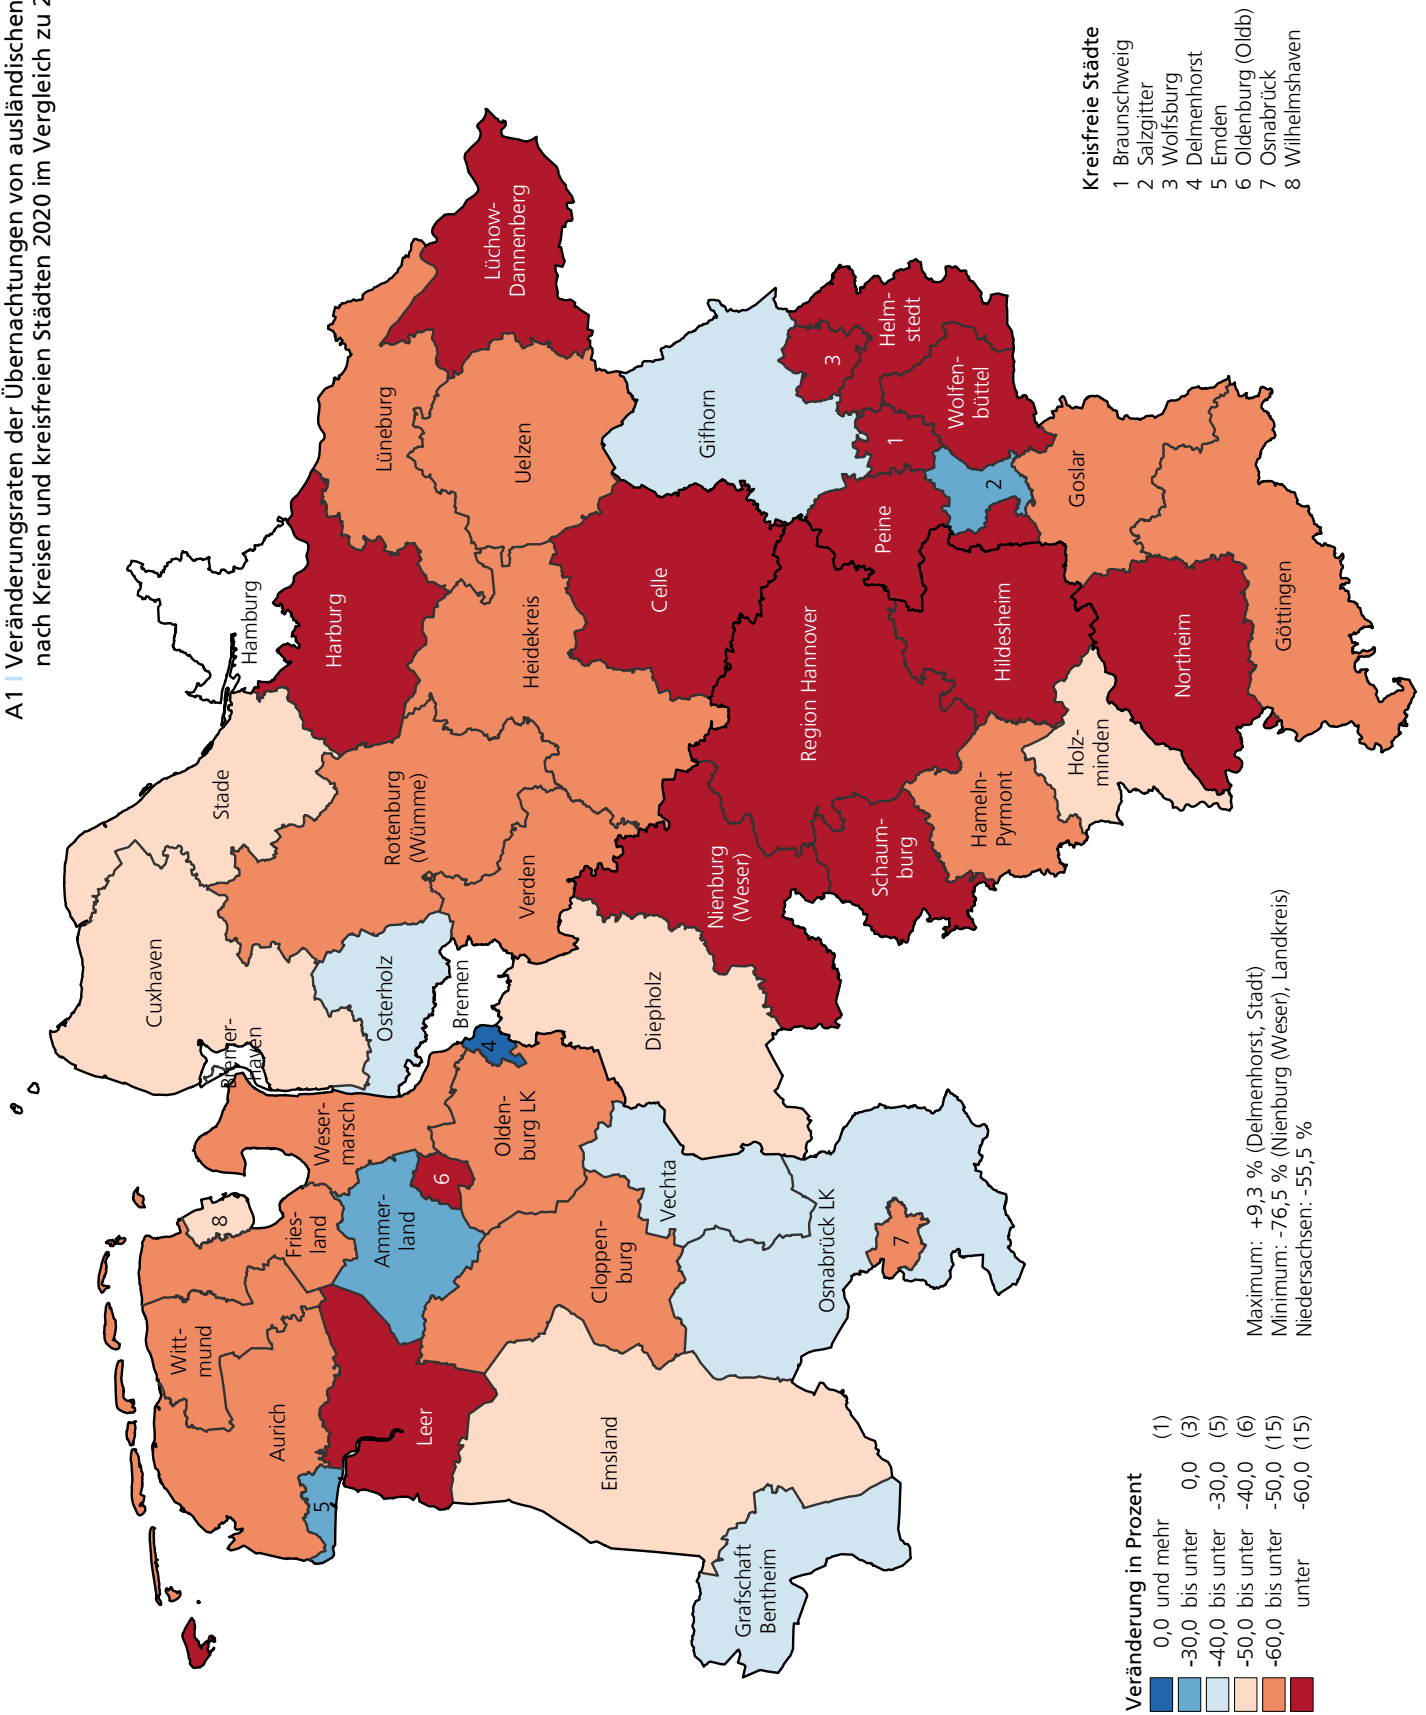 A1 | Veränderungsraten der Übernachtungen von ausländischen
nach Kreisen und kreisfreien Städten 2020 im Vergleich zu 2
Hamburg
Stade
Cuxhaven
Bremer-
haven
Harburg
Lüneburg
Lüchow-
Dannenberg
Rotenburg
(Wümme)
Osterholz
Bremen
Uelzen
Heidekreis
Verden
Weser-
marsch
8
Fries-
land
Witt-
mund
Aurich
5
Ammer-
land
6
4
Olden-
burg LK
Leer
Cloppen-
burg
Vechta
Diepholz
Celle
Gifhorn
Emsland
Nienburg
(Weser)
Region Hannover
Grafschaft
Bentheim
Osnabrück LK
7
Schaum-
burg
Peine
3
1
Helm-
stedt
Wolfen-
büttel
2
Hildesheim
Hameln-
Pyrmont
Holz-
minden
Goslar
Northeim
Göttingen
Kreisfreie Städte
1 Braunschweig
2 Salzgitter
3 Wolfsburg
4 Delmenhorst
5 Emden
6 Oldenburg (Oldb)
7 Osnabrück
8 Wilhelmshaven
Veränderung in Prozent
0,0 und mehr (1)
-30,0 bis unter 0,0 (3)
-40,0 bis unter -30,0 (5)
-50,0 bis unter -40,0 (6)
-60,0 bis unter -50,0 (15)
unter -60,0 (15)
Maximum: +9,3 % (Delmenhorst, Stadt)
Minimum: -76,5 % (Nienburg (Weser), Landkreis)
Niedersachsen: -55,5 %